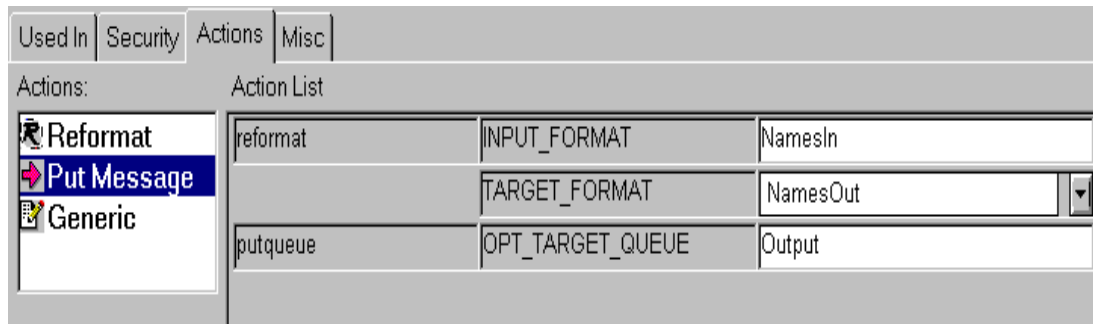 Used In Security Actions Misc
Actions: Action List
Reformat reformat INPUT_FORMAT NamesIn
Put Message TARGET_FORMAT NamesOut
Generic putqueue OPT_TARGET_QUEUE Output